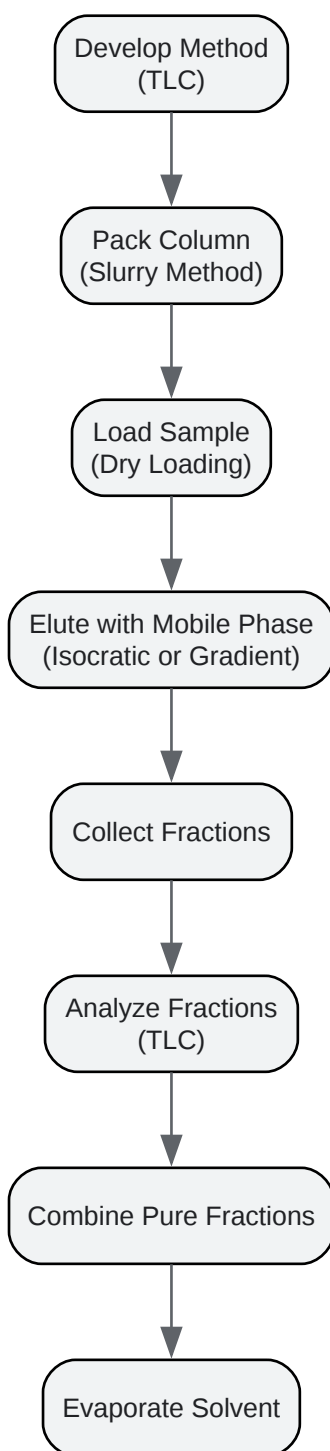 Develop Method
(TLC)
Pack Column
(Slurry Method)
Load Sample
(Dry Loading)
Elute with Mobile Phase
(Isocratic or Gradient)
Collect Fractions
Analyze Fractions
(TLC)
Combine Pure Fractions
Evaporate Solvent